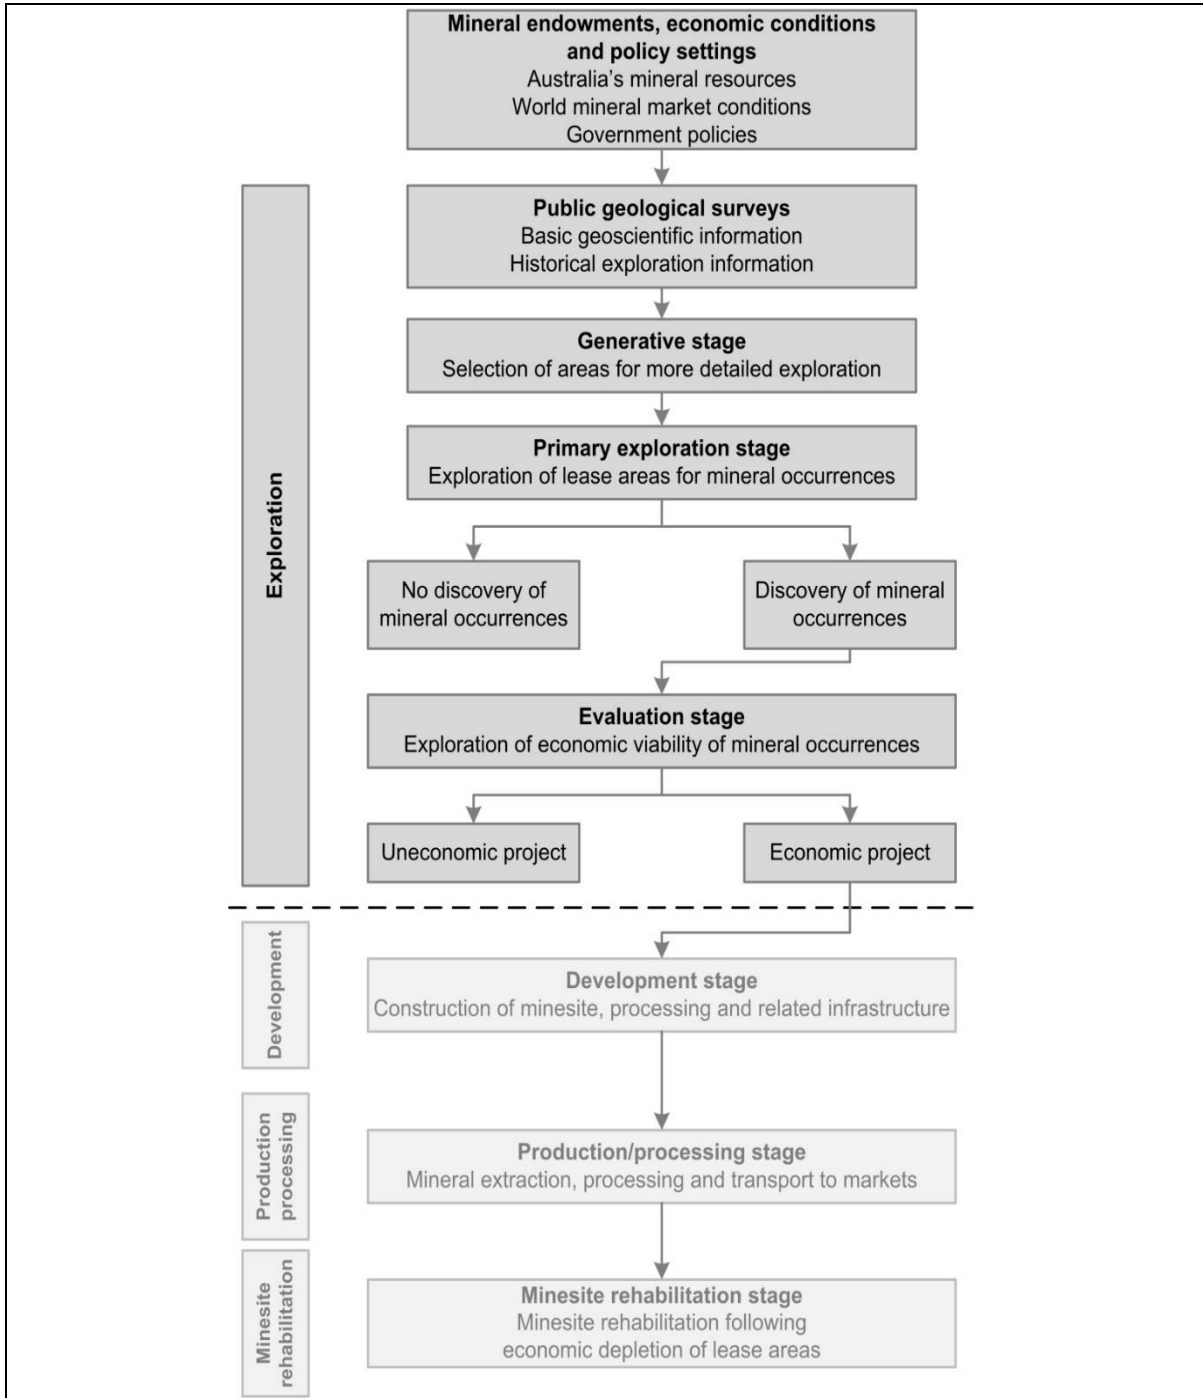 Mineral endowments, economic conditions
and policy settings
Australia's mineral resources
World mineral market conditions
Government policies
Exploration
Public geological surveys
Basic geoscientific information
Historical exploration information
Generative stage
Selection of areas for more detailed exploration
Primary exploration stage
Exploration of lease areas for mineral occurrences
No discovery of
mineral occurrences
Discovery of mineral
occurrences
Evaluation stage
Exploration of economic viability of mineral occurrences
Uneconomic project
Economic project
Development
Development stage
Construction of minesite, processing and related infrastructure
Production
processing
Production/processing stage
Mineral extraction, processing and transport to markets
Minesite
rehabilitation
Minesite rehabilitation stage
Minesite rehabilitation following
economic depletion of lease areas